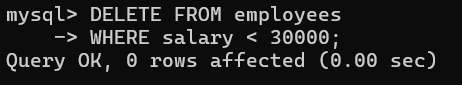 mysql> DELETE FROM employees
    -> WHERE salary < 30000;
Query OK, 0 rows affected (0.00 sec)